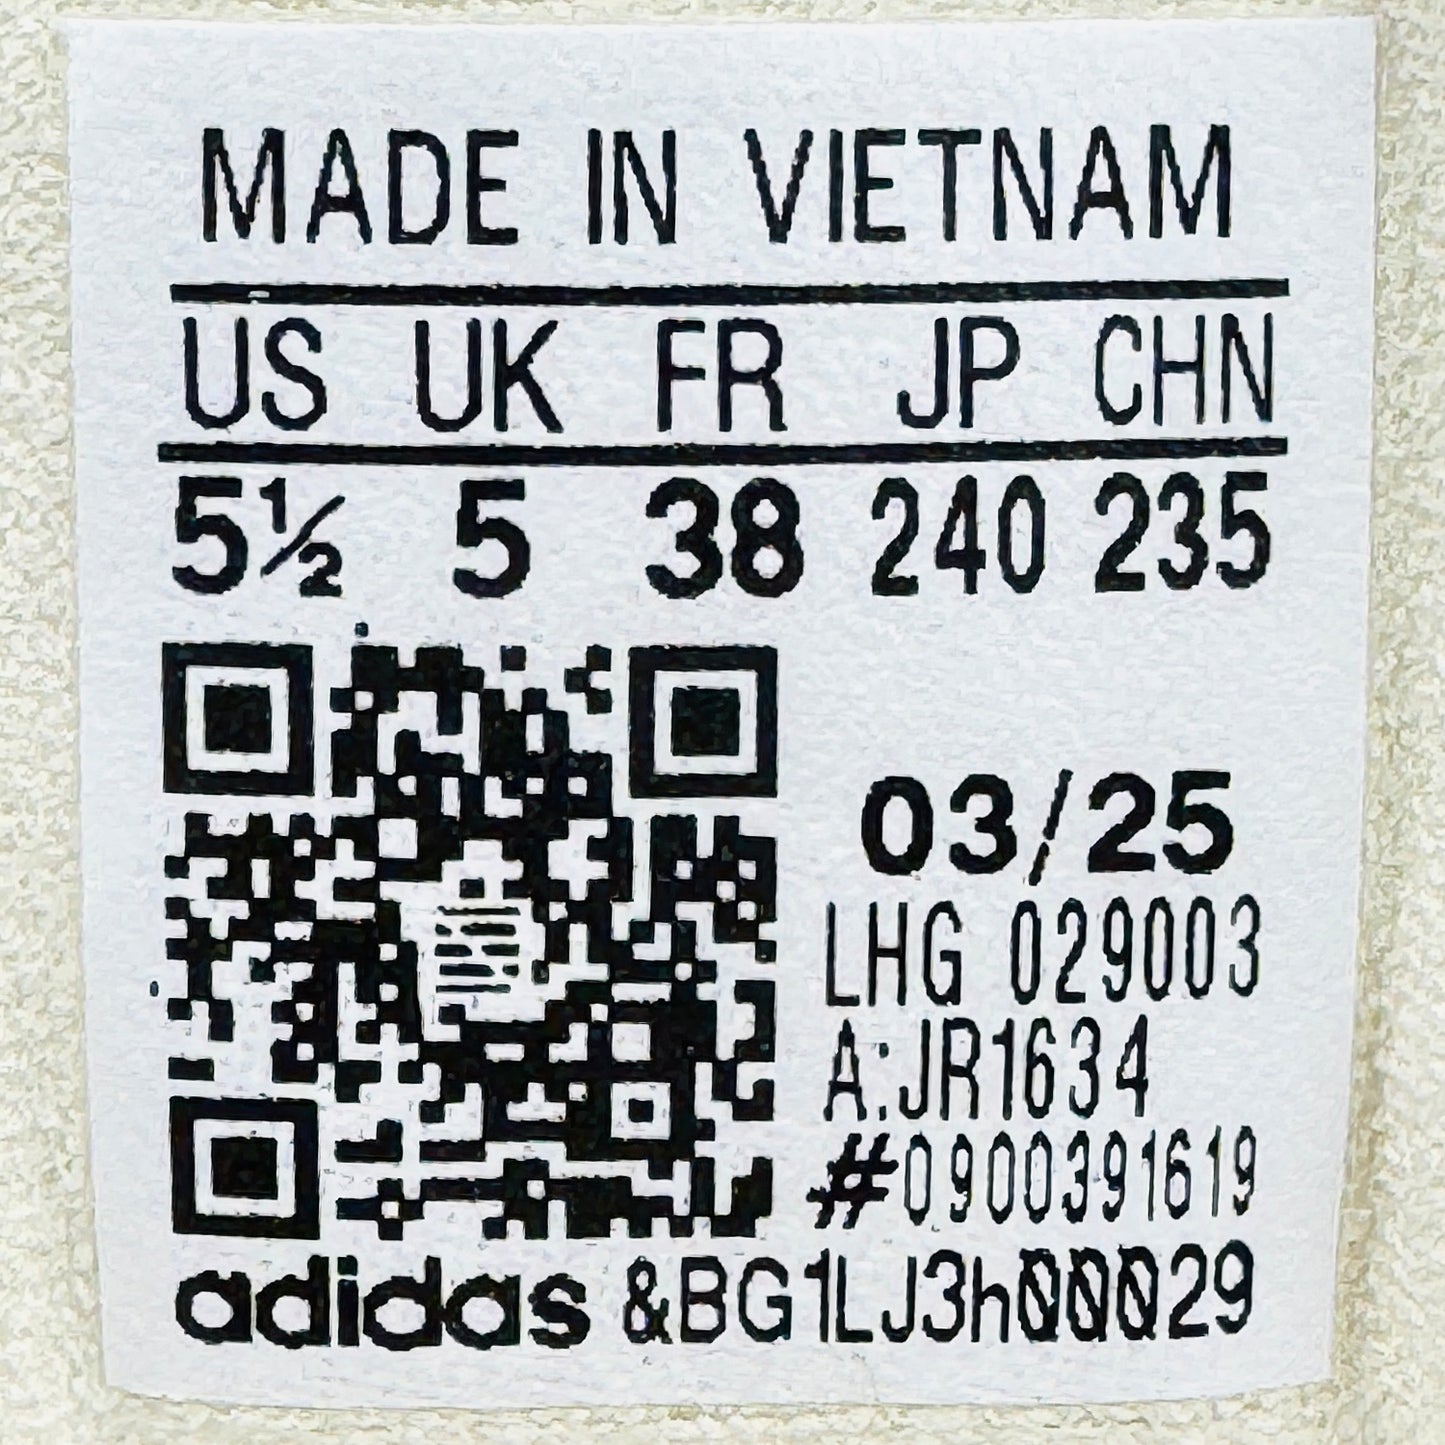 MADE IN VIETNAM
US UK FR JP CHN
5½ 5 38 240 235
03/25
LHG 029003
A:JR1634
#0900391619
adidas &BG1LJ3h00029